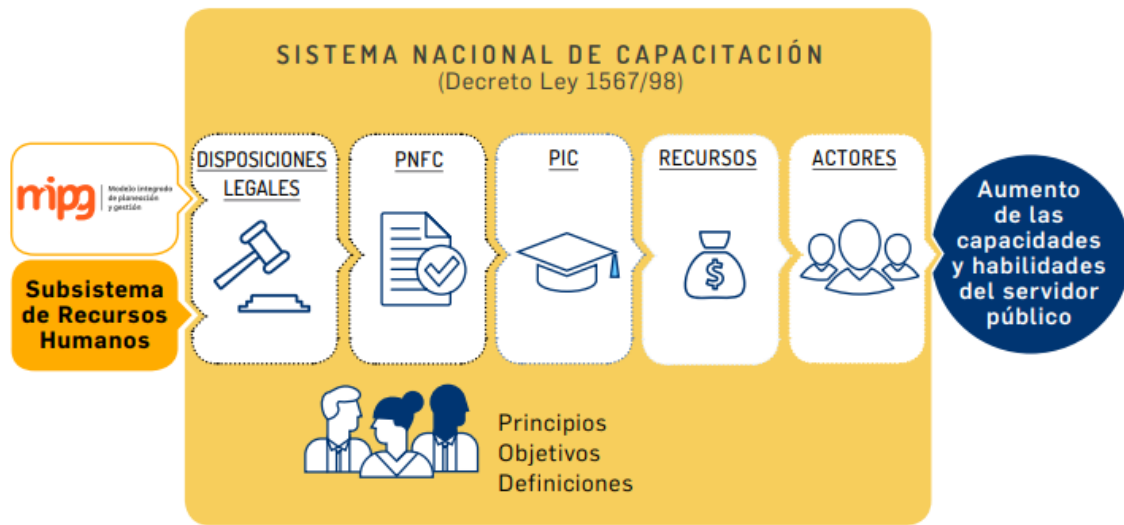 SISTEMA NACIONAL DE CAPACITACIÓN
(Decreto Ley 1567/98)
mipg
Modelo integrado
de planeación
y gestión
Subsistema
de Recursos
Humanos
DISPOSICIONES
LEGALES
PNFC
PIC
RECURSOS
$
ACTORES
Aumento
de las
capacidades
y habilidades
del servidor
público
Principios
Objetivos
Definiciones